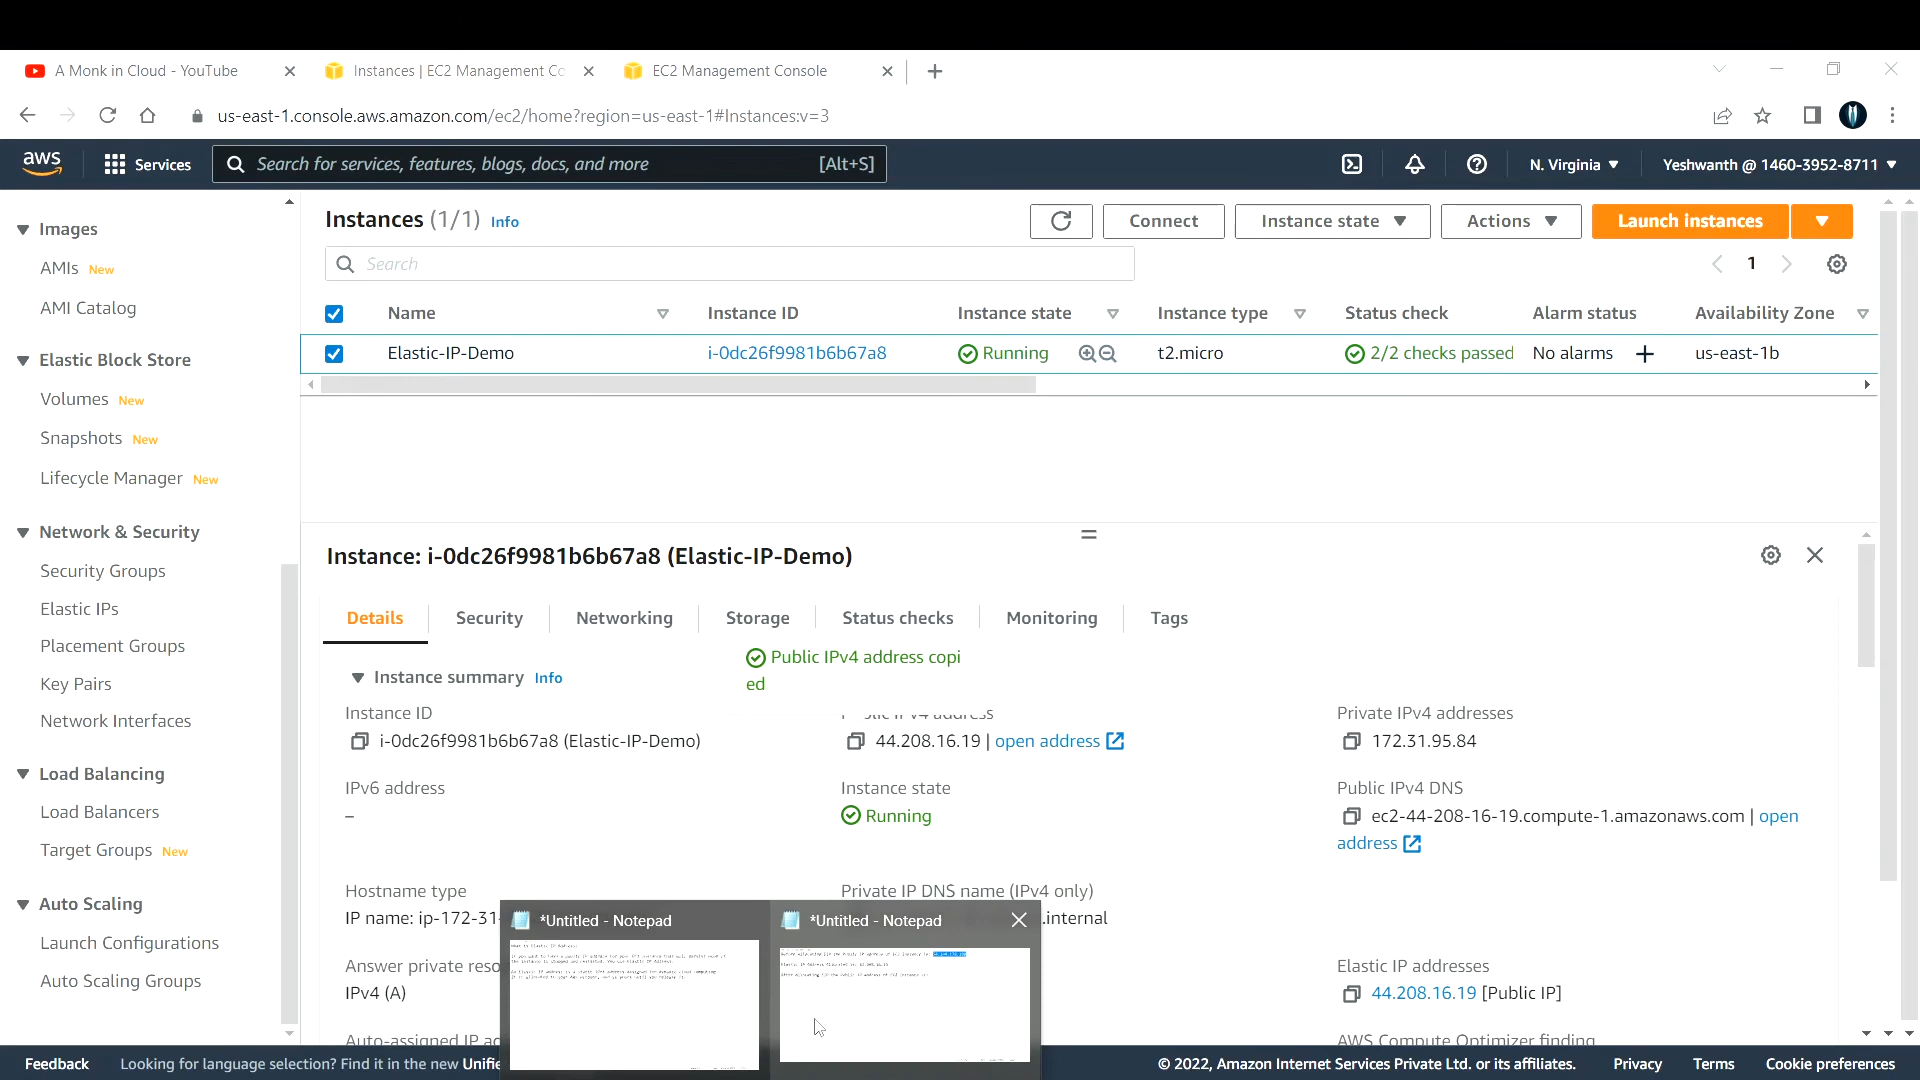 A Monk in Cloud - YouTube
Instances | EC2 Management Co
EC2 Management Console
us-east-1.console.aws.amazon.com/ec2/home?region=us-east-1#Instances:v=3
aws
Services
Search for services, features, blogs, docs, and more
[Alt+S]
N. Virginia
Yeshwanth @ 1460-3952-8711
Images
AMIs New
AMI Catalog
Elastic Block Store
Volumes New
Snapshots New
Lifecycle Manager New
Network & Security
Security Groups
Elastic IPs
Placement Groups
Key Pairs
Network Interfaces
Load Balancing
Load Balancers
Target Groups New
Auto Scaling
Launch Configurations
Auto Scaling Groups
Instances (1/1) Info
Connect
Instance state
Actions
Launch instances
Search
1
Name
Instance ID
Instance state
Instance type
Status check
Alarm status
Availability Zone
Elastic-IP-Demo
i-0dc26f9981b6b67a8
Running
t2.micro
2/2 checks passed
No alarms
us-east-1b
Instance: i-0dc26f9981b6b67a8 (Elastic-IP-Demo)
Details
Security
Networking
Storage
Status checks
Monitoring
Tags
Public IPv4 address copi
ed
Instance summary Info
Instance ID
i-0dc26f9981b6b67a8 (Elastic-IP-Demo)
44.208.16.19 | open address
Private IPv4 addresses
172.31.95.84
IPv6 address
–
Instance state
Running
Public IPv4 DNS
ec2-44-208-16-19.compute-1.amazonaws.com | open
address
Hostname type
IP name: ip-172-31-
Private IP DNS name (IPv4 only)
.internal
Answer private reso
IPv4 (A)
Elastic IP addresses
44.208.16.19 [Public IP]
Auto-assigned IP ad
AWS Compute Optimizer finding
*Untitled - Notepad
*Untitled - Notepad
Feedback
Looking for language selection? Find it in the new Unifie
© 2022, Amazon Internet Services Private Ltd. or its affiliates.
Privacy
Terms
Cookie preferences